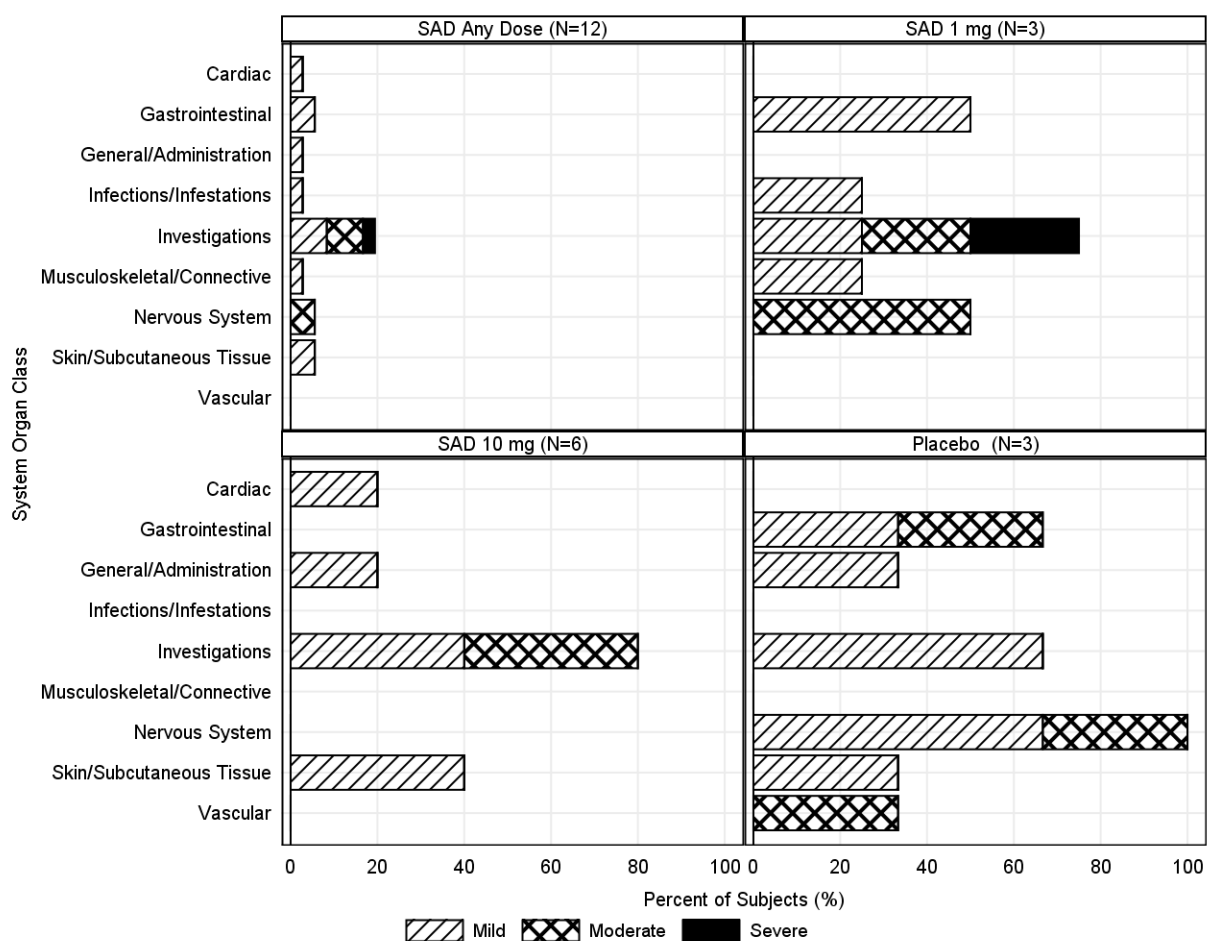 SAD Any Dose (N=12)
SAD 1 mg (N=3)
Cardiac
Gastrointestinal
General/Administration
Infections/Infestations
Investigations
Musculoskeletal/Connective
Nervous System
Skin/Subcutaneous Tissue
Vascular
System Organ Class
SAD 10 mg (N=6)
Placebo (N=3)
Cardiac
Gastrointestinal
General/Administration
Infections/Infestations
Investigations
Musculoskeletal/Connective
Nervous System
Skin/Subcutaneous Tissue
Vascular
0 20 40 60 80 100 0 20 40 60 80 100
Percent of Subjects (%)
Mild Moderate Severe